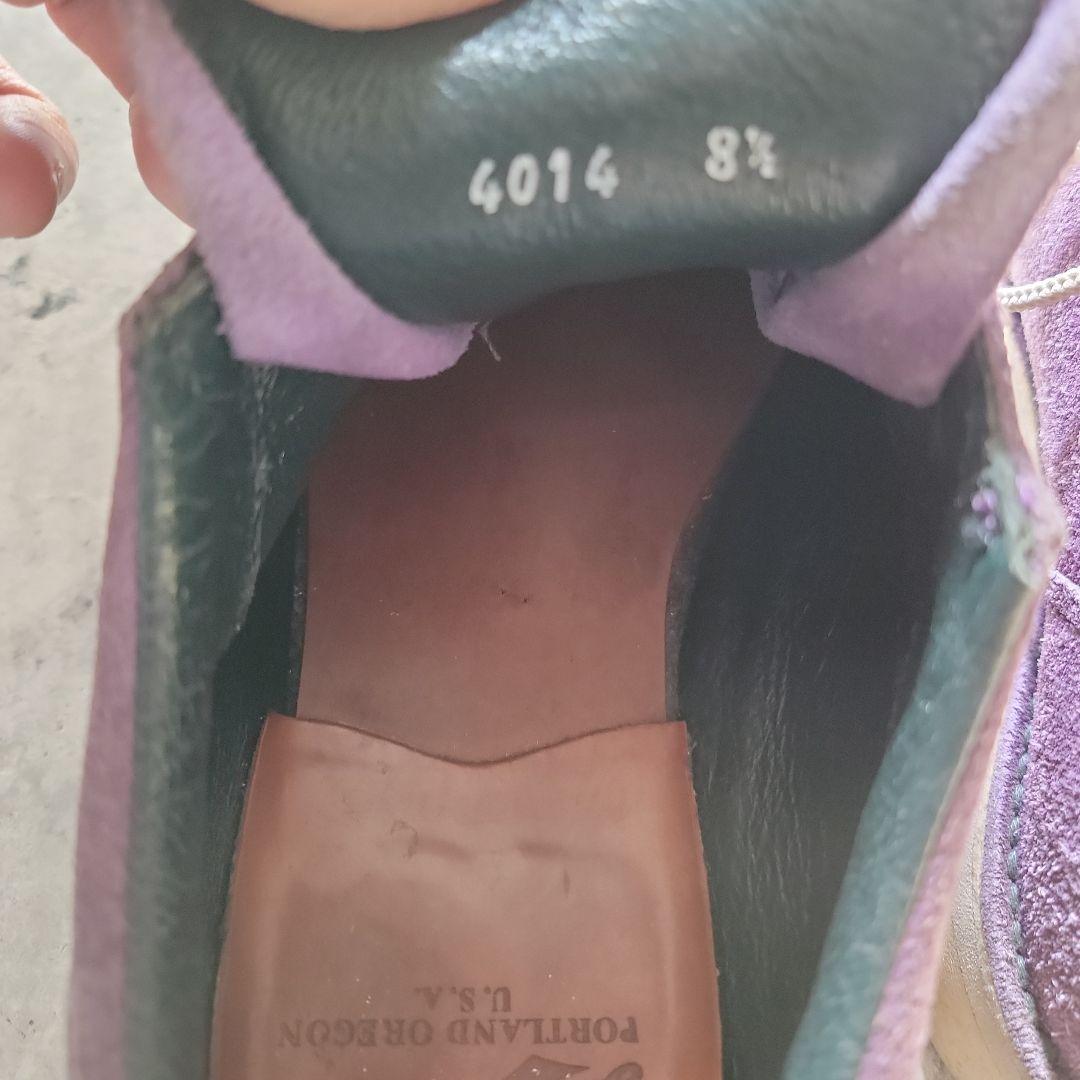 4014 8½
PORTLAND OREGON
U.S.A.